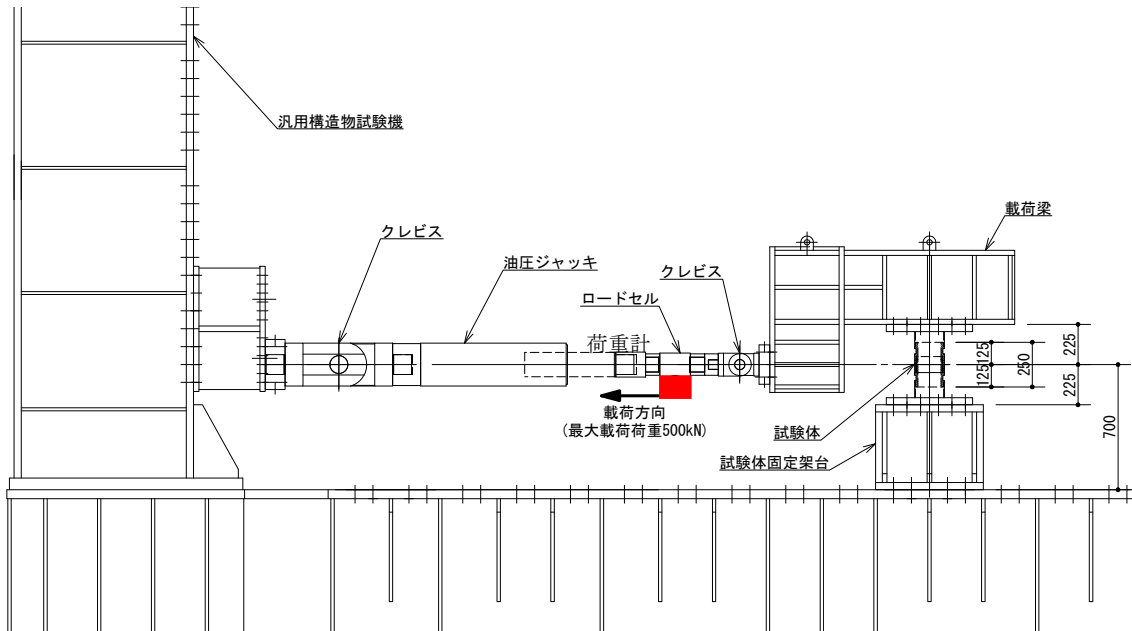 汎用構造物試験機
載荷梁
クレビス
油圧ジャッキ
クレビス
ロードセル
荷重計
225
125
125
250
225
700
載荷方向
(最大載荷荷重500kN)
試験体
試験体固定架台